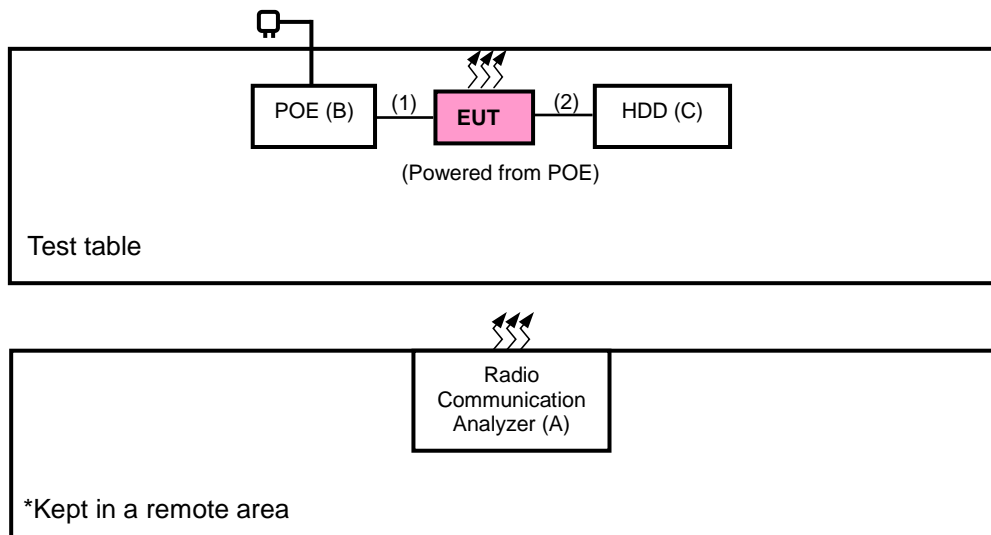 POE (B)
(1)
EUT
(2)
HDD (C)
(Powered from POE)
Test table
Radio
Communication
Analyzer (A)
*Kept in a remote area